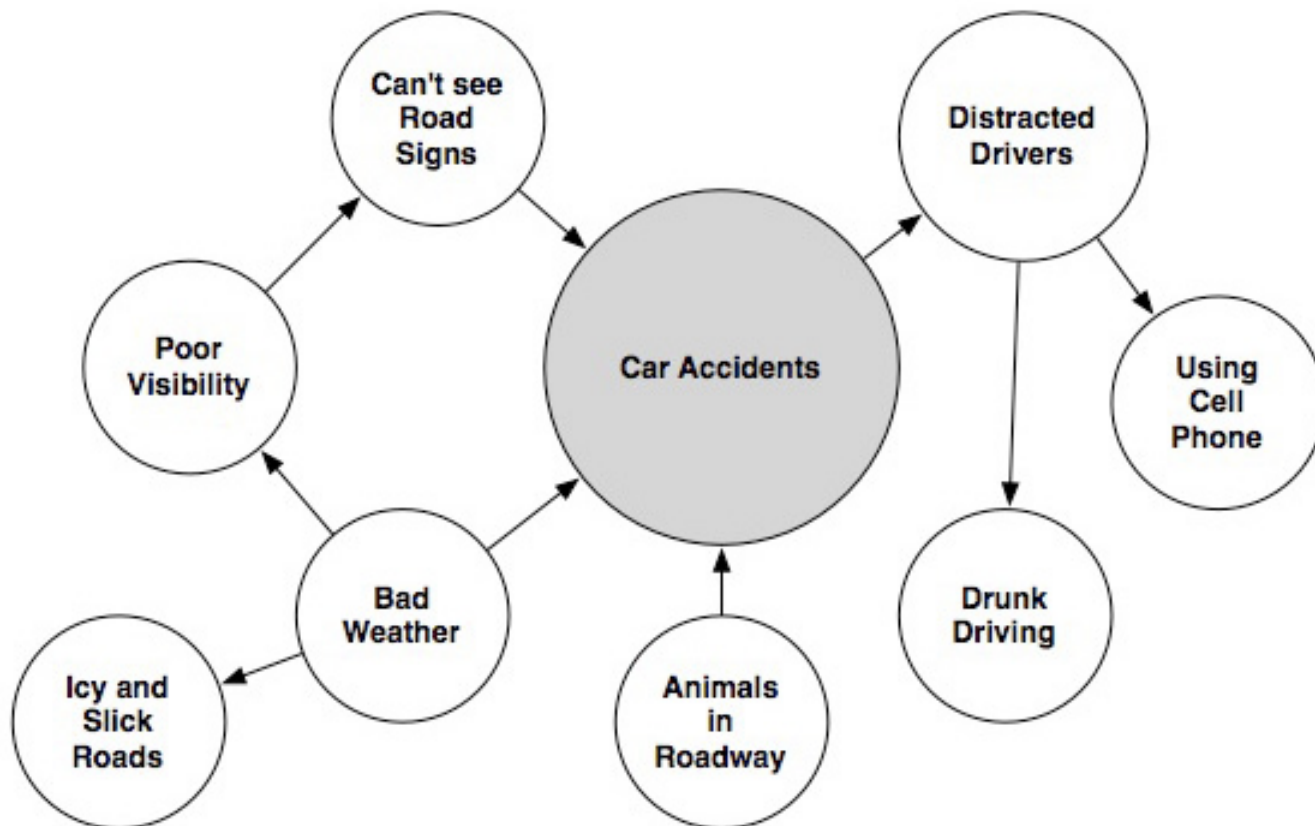 Can't see
Road
Signs
Distracted
Drivers
Poor
Visibility
Car Accidents
Using
Cell
Phone
Bad
Weather
Drunk
Driving
Icy and
Slick
Roads
Animals
in
Roadway